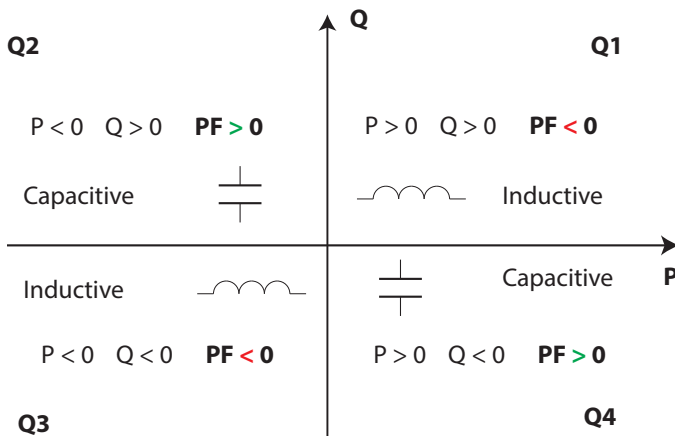 Q
Q2
Q1
P < 0 Q > 0 PF > 0
P > 0 Q > 0 PF < 0
Capacitive
Inductive
Inductive
Capacitive
P
P < 0 Q < 0 PF < 0
P > 0 Q < 0 PF > 0
Q3
Q4